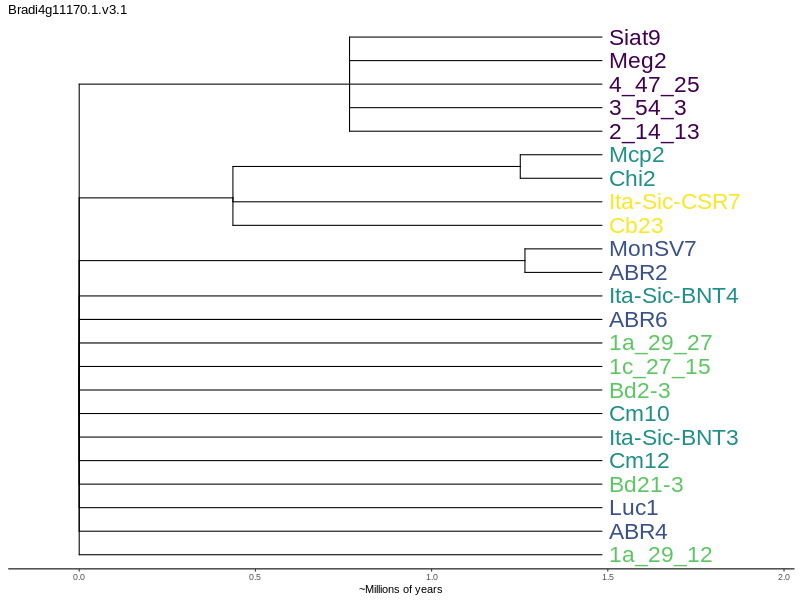 Bradi4g11170.1.v3.1
Siat9
Meg2
4_47_25
3_54_3
2_14_13
Mcp2
Chi2
Ita-Sic-CSR7
Cb23
MonSV7
ABR2
Ita-Sic-BNT4
ABR6
1a_29_27
1c_27_15
Bd2-3
Cm10
Ita-Sic-BNT3
Cm12
Bd21-3
Luc1
ABR4
1a_29_12
0.0 0.5 1.0 1.5 2.0
~Millions of years